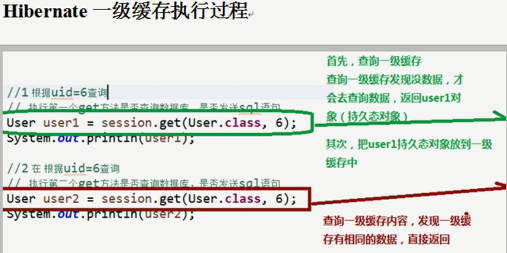 Hibernate 一级缓存执行过程
//1 根据uid=6查询
// 执行第一个get方法是否查询数据库，是否发送sql语句
User user1 = session.get(User.class, 6);
System.out.println(user1);
//2 在 根据uid=6查询
// 执行第二个get方法是否查询数据库，是否发送sql语句
User user2 = session.get(User.class, 6);
System.out.println(user2);
首先，查询一级缓存
查询一级缓存发现没数据，才
会去查询数据，返回user1对
象（持久态对象）
其次，把user1持久态对象放到一级
缓存中
查询一级缓存内容，发现一级缓
存有相同的数据，直接返回